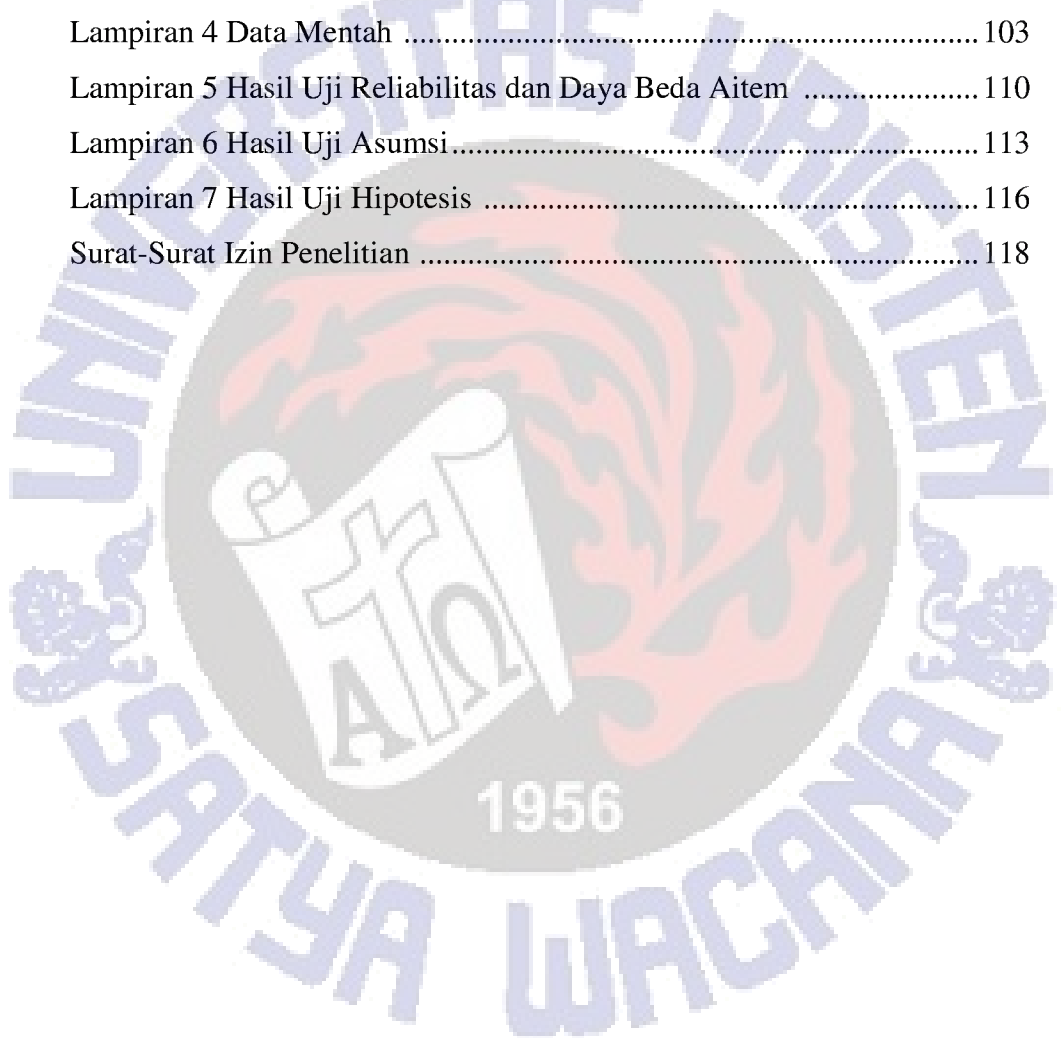 Lampiran 4 Data Mentah ................................................................ 103
Lampiran 5 Hasil Uji Reliabilitas dan Daya Beda Aitem ................... 110
Lampiran 6 Hasil Uji Asumsi.......................................................... 113
Lampiran 7 Hasil Uji Hipotesis ....................................................... 116
Surat-Surat Izin Penelitian .............................................................. 118
UNIVERSITAS KRISTEN
Α Ω
1956
SATYA WACANA